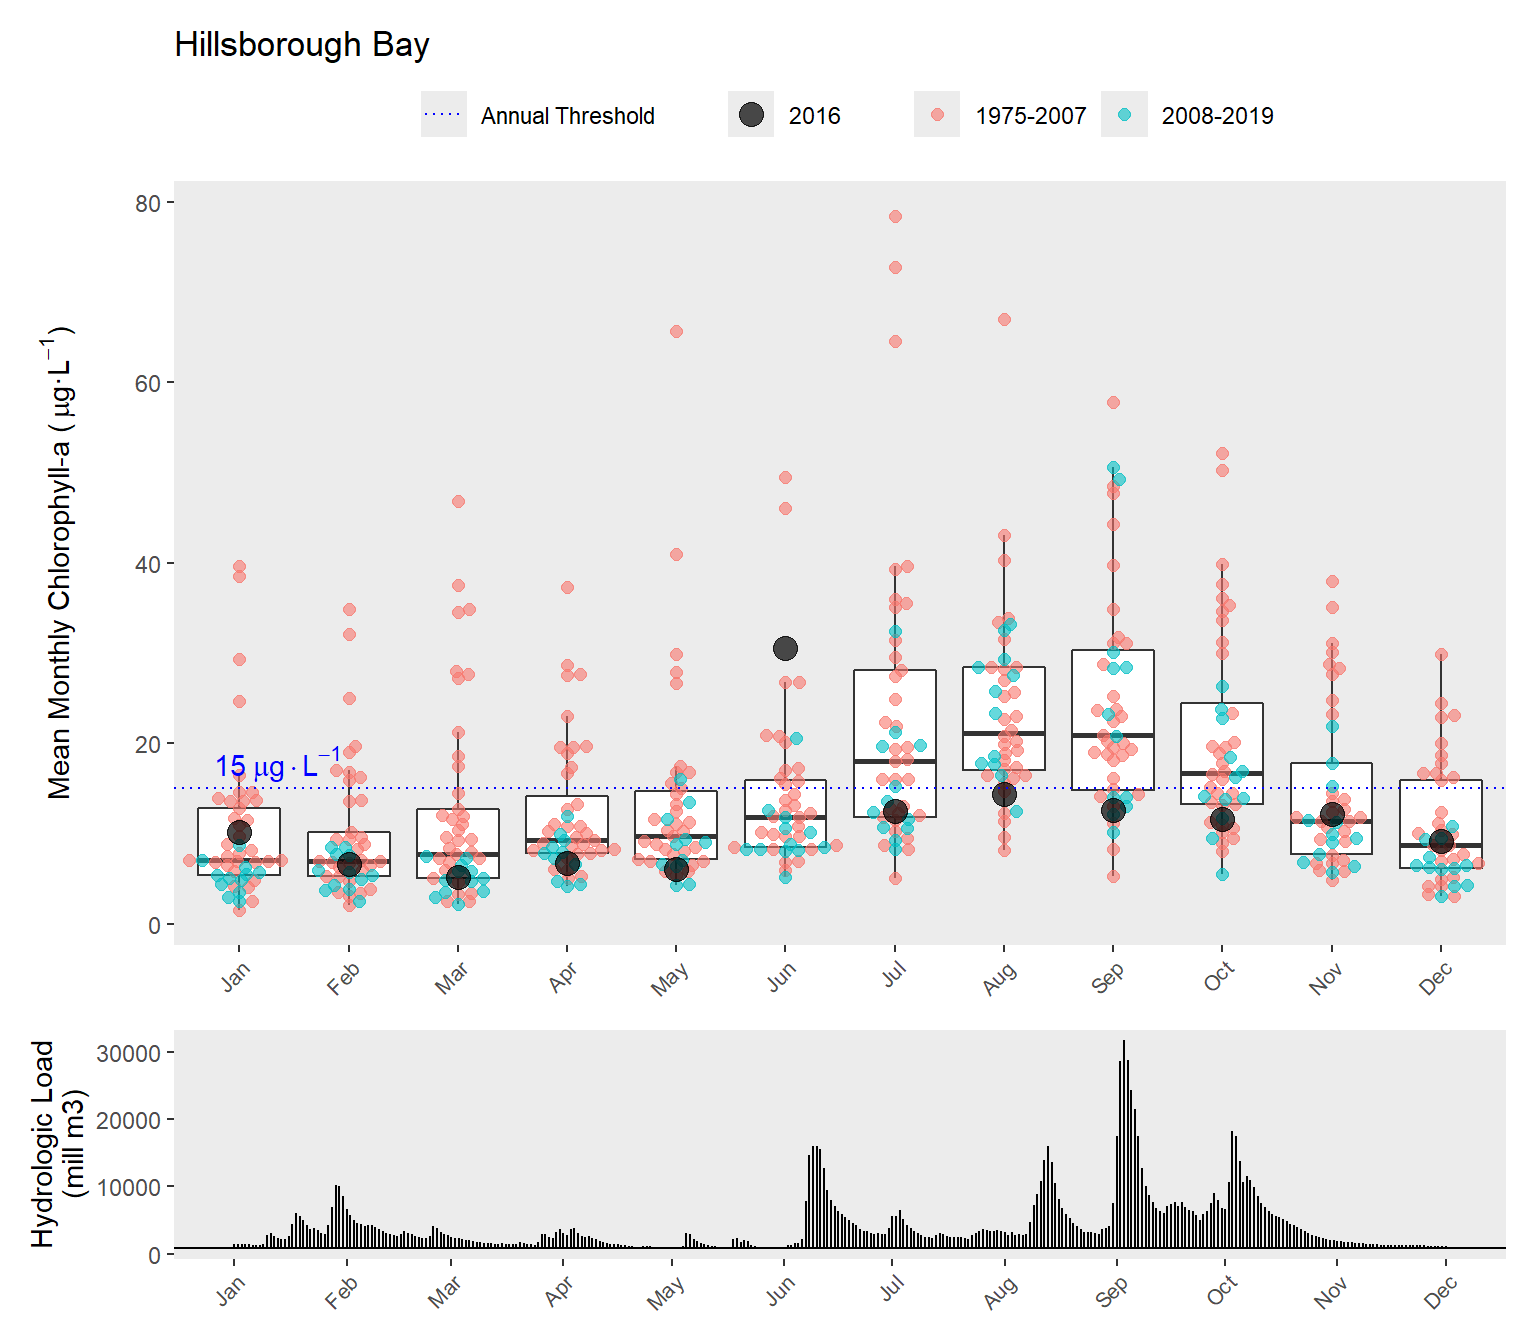 Hillsborough Bay
Annual Threshold
2016
1975-2007
2008-2019
Mean Monthly Chlorophyll-a ( μg·L⁻¹)
80
60
40
20
0
15 μg·L⁻¹
Jan
Feb
Mar
Apr
May
Jun
Jul
Aug
Sep
Oct
Nov
Dec
Hydrologic Load
(mill m3)
30000
20000
10000
0
Jan
Feb
Mar
Apr
May
Jun
Jul
Aug
Sep
Oct
Nov
Dec